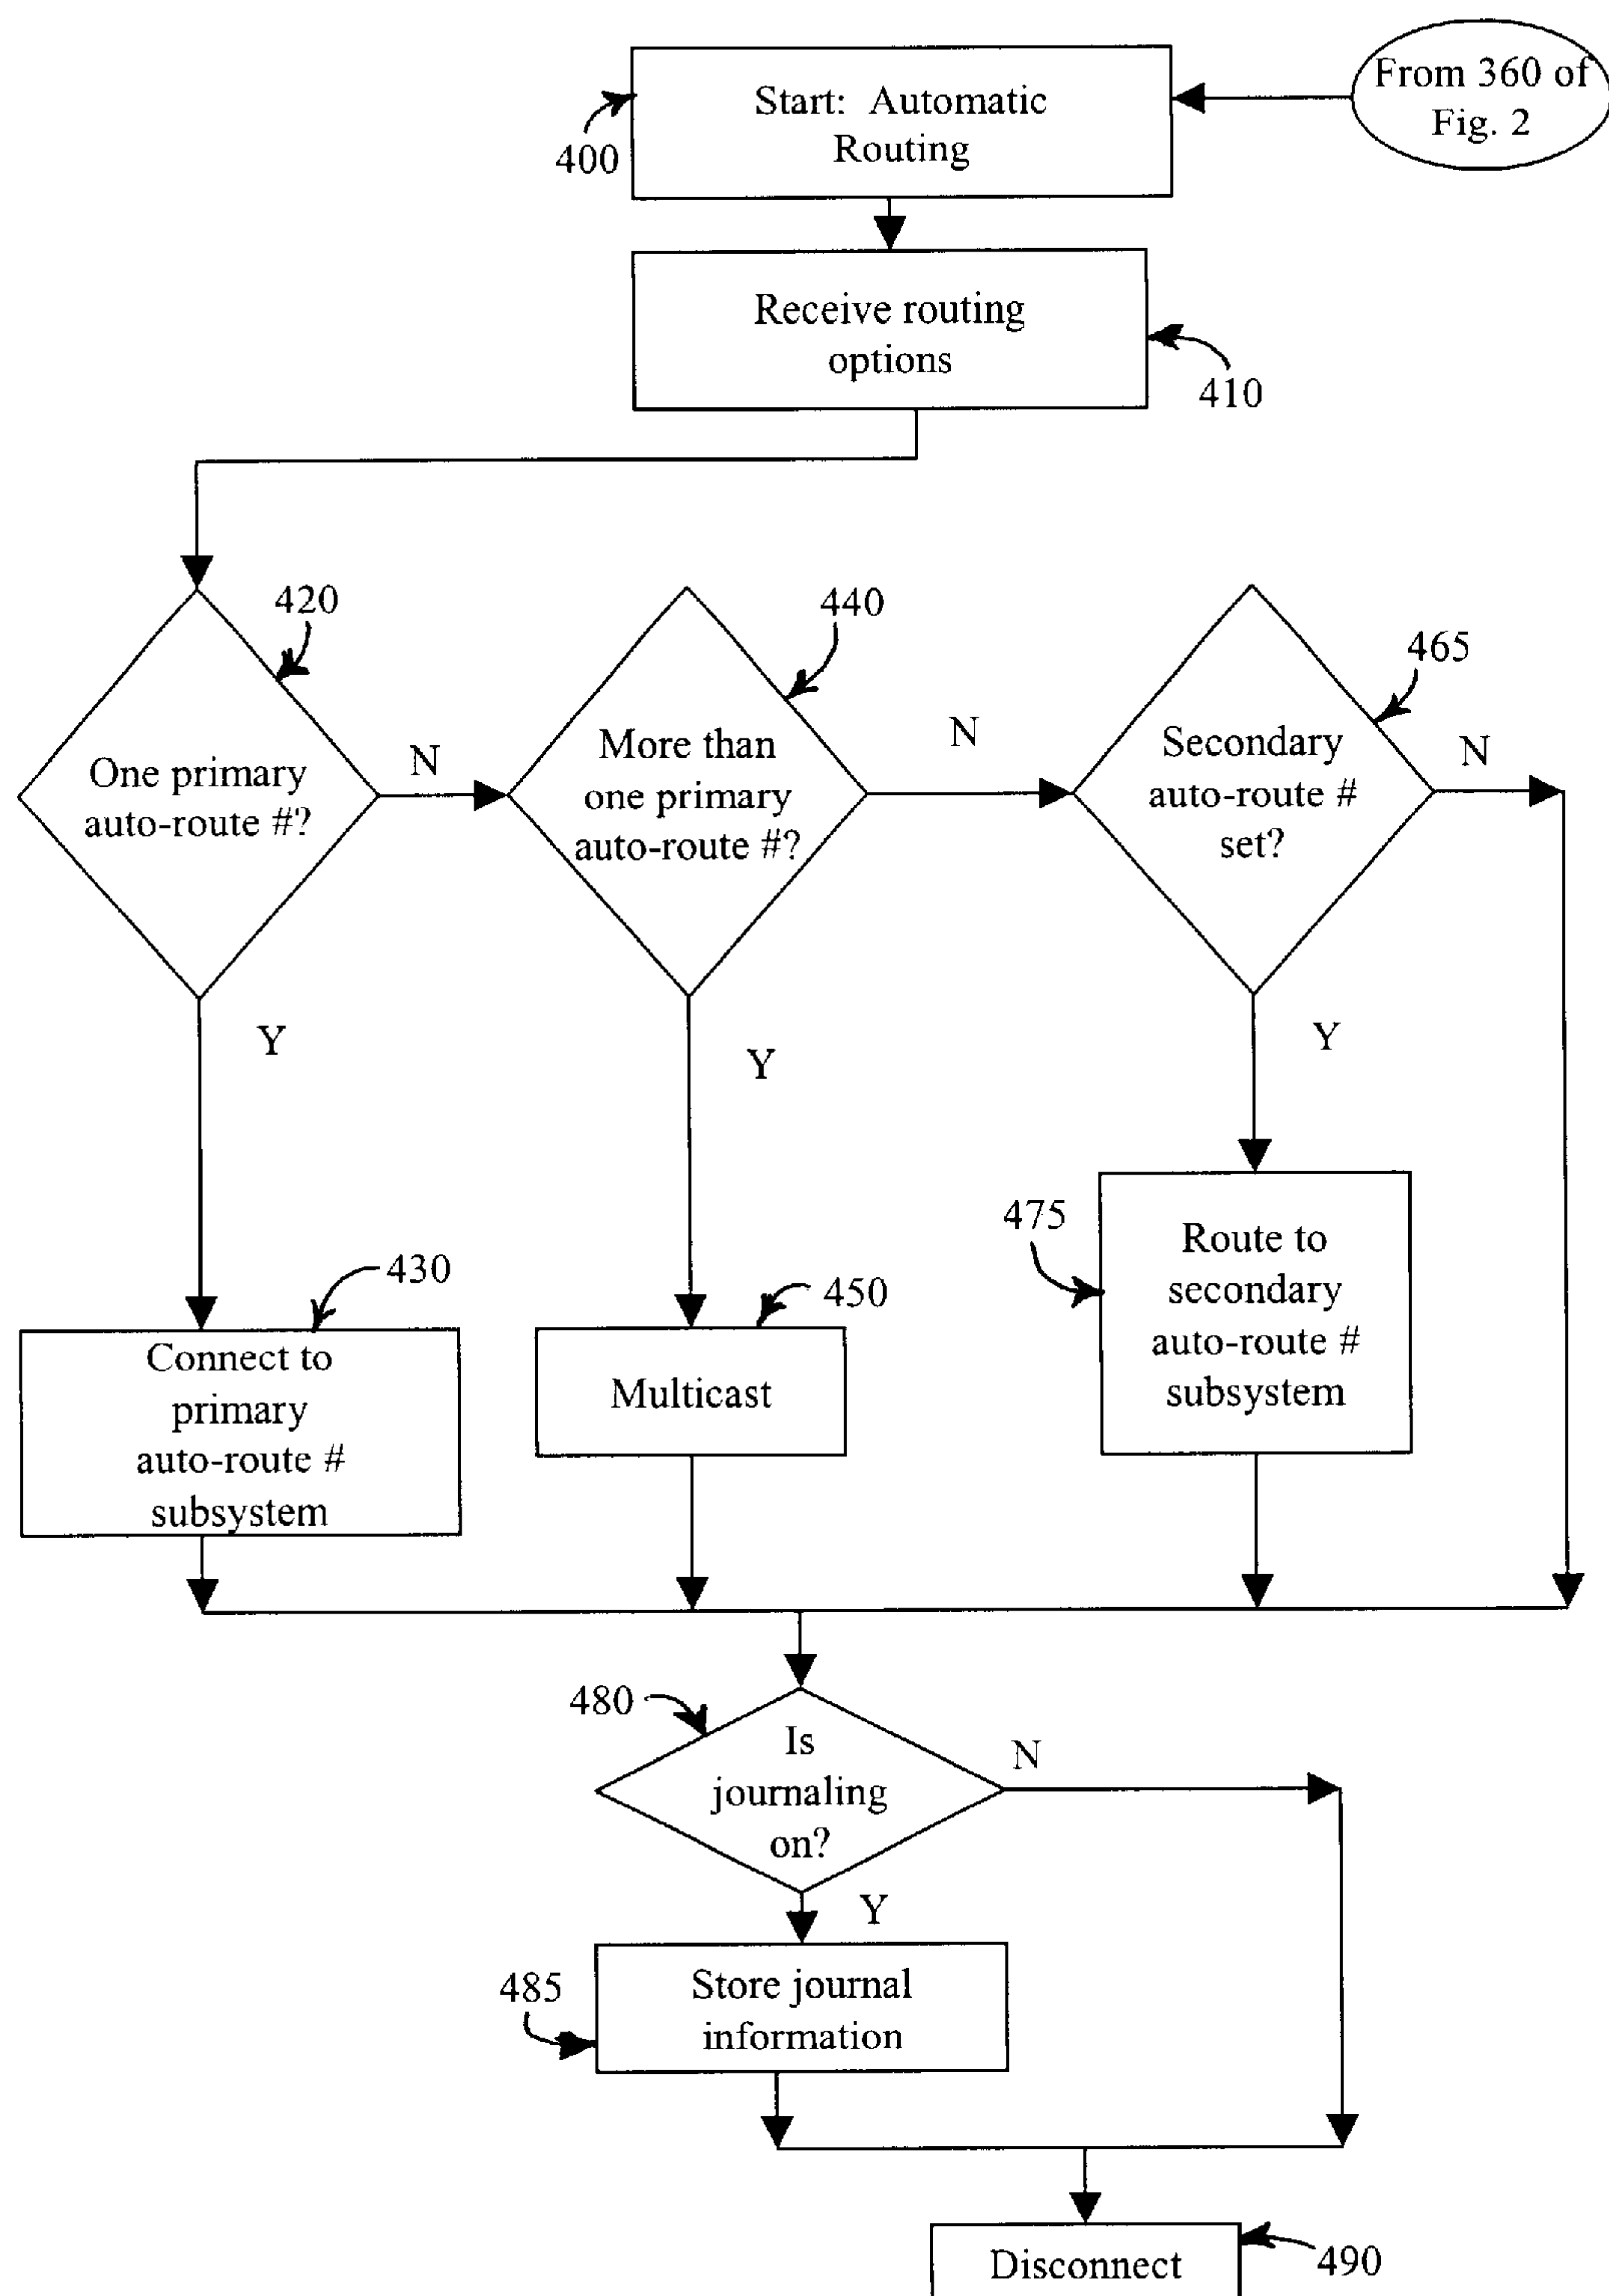 Start: Automatic
Routing
400
From 360 of
Fig. 2
Receive routing
options
410
420
One primary
auto-route #?
N
Y
440
More than
one primary
auto-route #?
N
Y
465
Secondary
auto-route #
set?
N
Y
430
Connect to
primary
auto-route #
subsystem
450
Multicast
475
Route to
secondary
auto-route #
subsystem
480
Is
journaling
on?
N
Y
485
Store journal
information
Disconnect
490